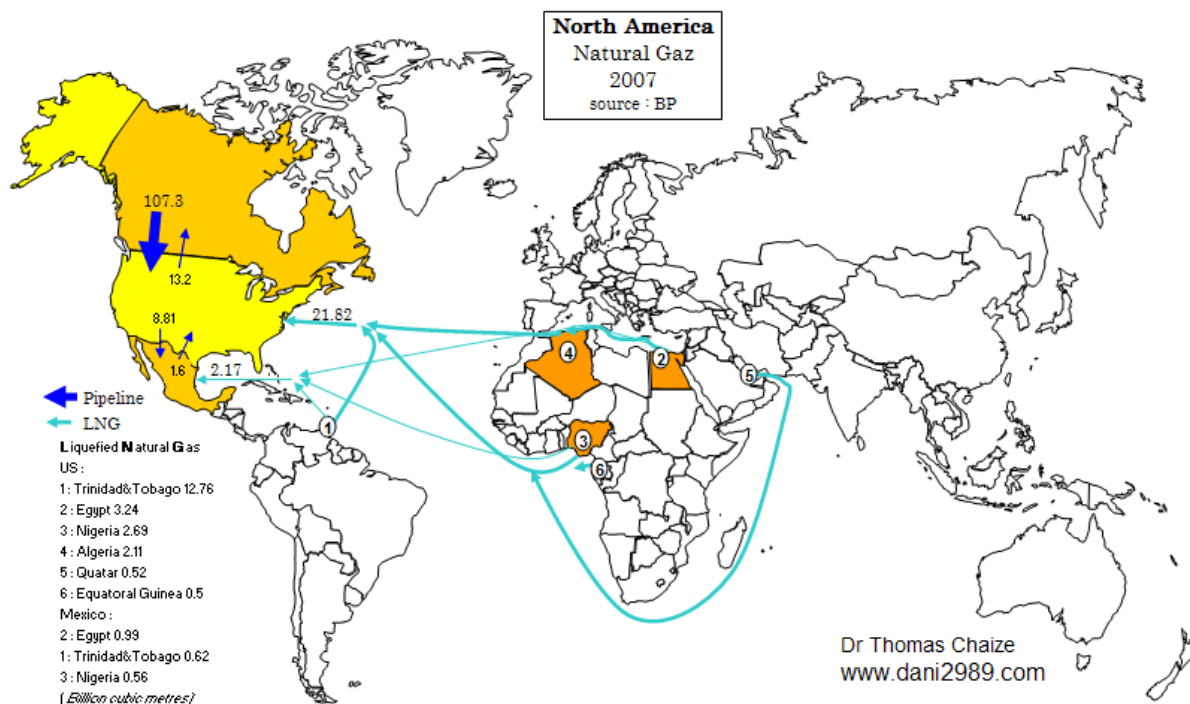 North America
Natural Gaz
2007
source : BP
107.3
13.2
8.81
1.6
21.82
2.17
4
2
5
3
6
1
Pipeline
LNG
Liquefied Natural Gas
US :
1 : Trinidad&Tobago 12.76
2 : Egypt 3.24
3 : Nigeria 2.69
4 : Algeria 2.11
5 : Quatar 0.52
6 : Equatoral Guinea 0.5
Mexico :
2 : Egypt 0.99
1 : Trinidad&Tobago 0.62
3 : Nigeria 0.56
( Billion cubic metres)
Dr Thomas Chaize
www.dani2989.com